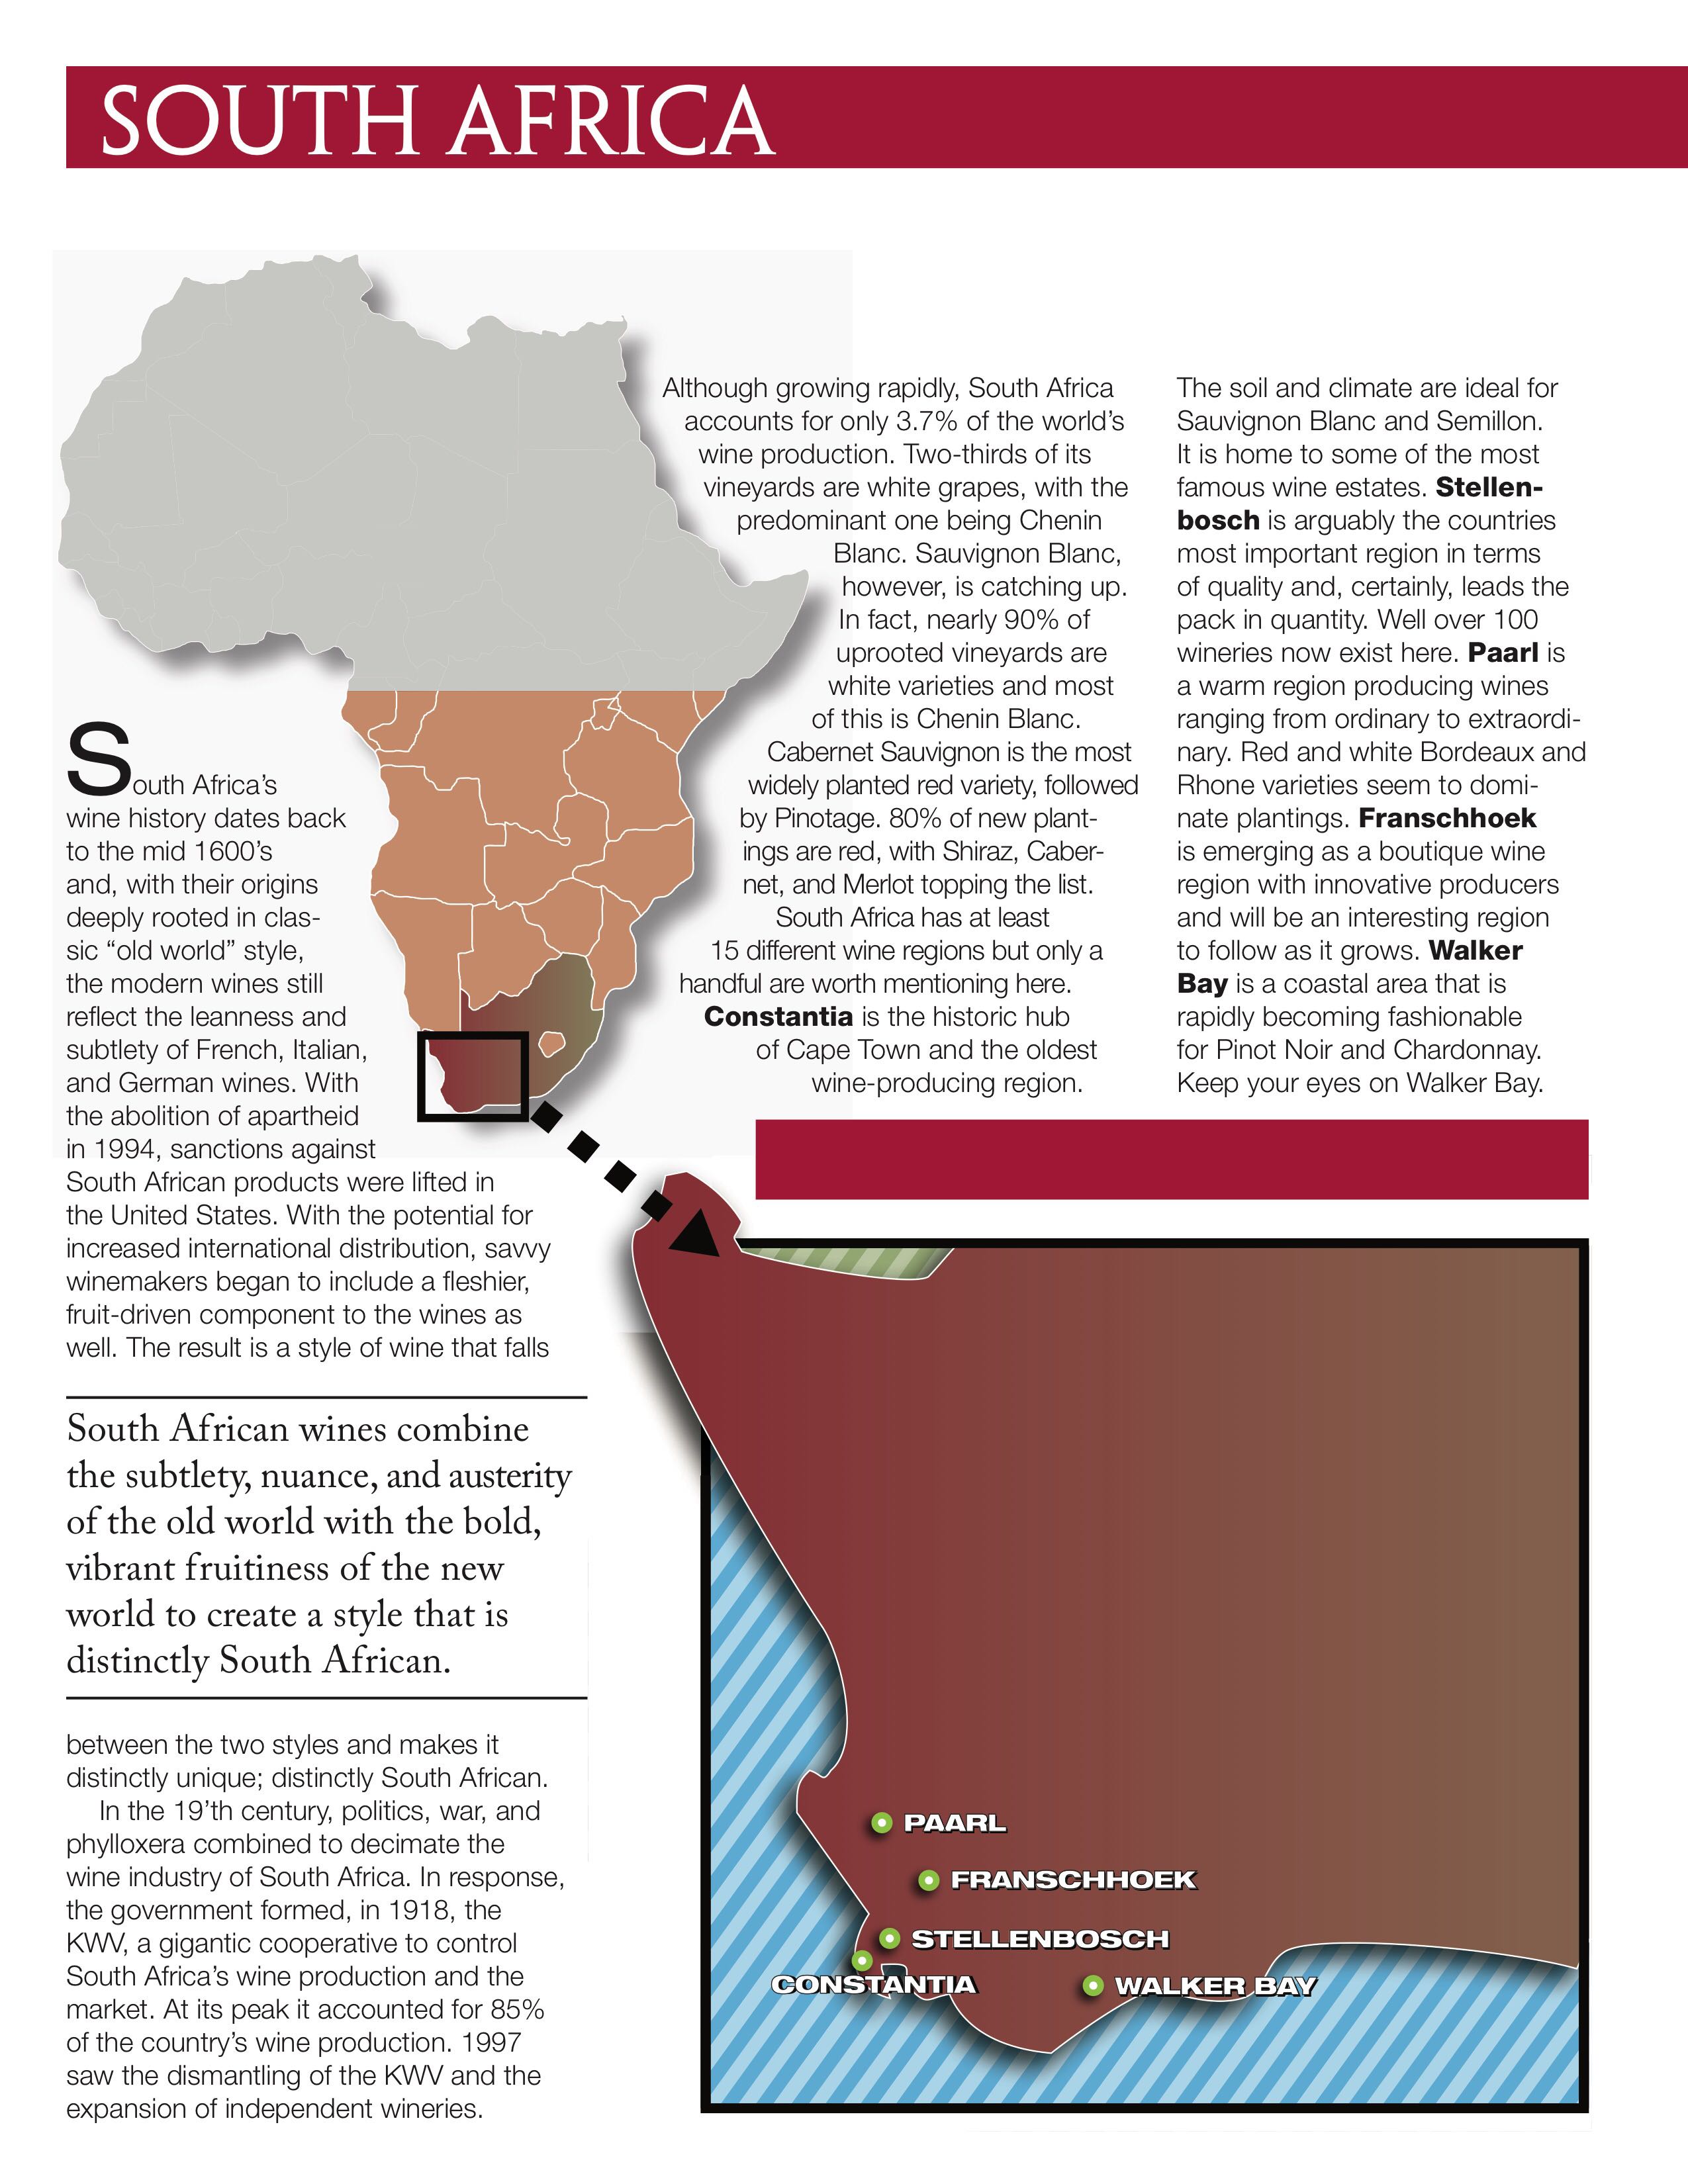 SOUTH AFRICA
South Africa's
wine history dates back
to the mid 1600's
and, with their origins
deeply rooted in clas-
sic “old world” style,
the modern wines still
reflect the leanness and
subtlety of French, Italian,
and German wines. With
the abolition of apartheid
in 1994, sanctions against
South African products were lifted in
the United States. With the potential for
increased international distribution, savvy
winemakers began to include a fleshier,
fruit-driven component to the wines as
well. The result is a style of wine that falls
South African wines combine
the subtlety, nuance, and austerity
of the old world with the bold,
vibrant fruitiness of the new
world to create a style that is
distinctly South African.
between the two styles and makes it
distinctly unique; distinctly South African.
In the 19'th century, politics, war, and
phylloxera combined to decimate the
wine industry of South Africa. In response,
the government formed, in 1918, the
KWV, a gigantic cooperative to control
South Africa's wine production and the
market. At its peak it accounted for 85%
of the country's wine production. 1997
saw the dismantling of the KWV and the
expansion of independent wineries.
Although growing rapidly, South Africa
accounts for only 3.7% of the world's
wine production. Two-thirds of its
vineyards are white grapes, with the
predominant one being Chenin
Blanc. Sauvignon Blanc,
however, is catching up.
In fact, nearly 90% of
uprooted vineyards are
white varieties and most
of this is Chenin Blanc.
Cabernet Sauvignon is the most
widely planted red variety, followed
by Pinotage. 80% of new plant-
ings are red, with Shiraz, Caber-
net, and Merlot topping the list.
South Africa has at least
15 different wine regions but only a
handful are worth mentioning here.
Constantia is the historic hub
of Cape Town and the oldest
wine-producing region.
The soil and climate are ideal for
Sauvignon Blanc and Semillon.
It is home to some of the most
famous wine estates. Stellen-
bosch is arguably the countries
most important region in terms
of quality and, certainly, leads the
pack in quantity. Well over 100
wineries now exist here. Paarl is
a warm region producing wines
ranging from ordinary to extraordi-
nary. Red and white Bordeaux and
Rhone varieties seem to domi-
nate plantings. Franschhoek
is emerging as a boutique wine
region with innovative producers
and will be an interesting region
to follow as it grows. Walker
Bay is a coastal area that is
rapidly becoming fashionable
for Pinot Noir and Chardonnay.
Keep your eyes on Walker Bay.
PAARL
FRANSCHHOEK
STELLENBOSCH
CONSTANTIA
WALKER BAY